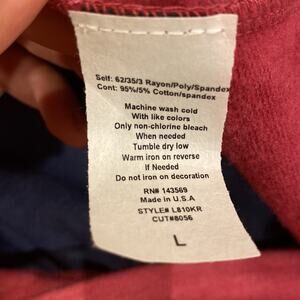 Self: 62/35/3 Rayon/Poly/Spandex
Cont: 95%/5% Cotton/spandex
Machine wash cold
With like colors
Only non-chlorine bleach
When needed
Tumble dry low
Warm iron on reverse
If Needed
Do not iron on decoration
RN# 143569
Made in U.S.A
STYLE# L810KR
CUT#8056
L